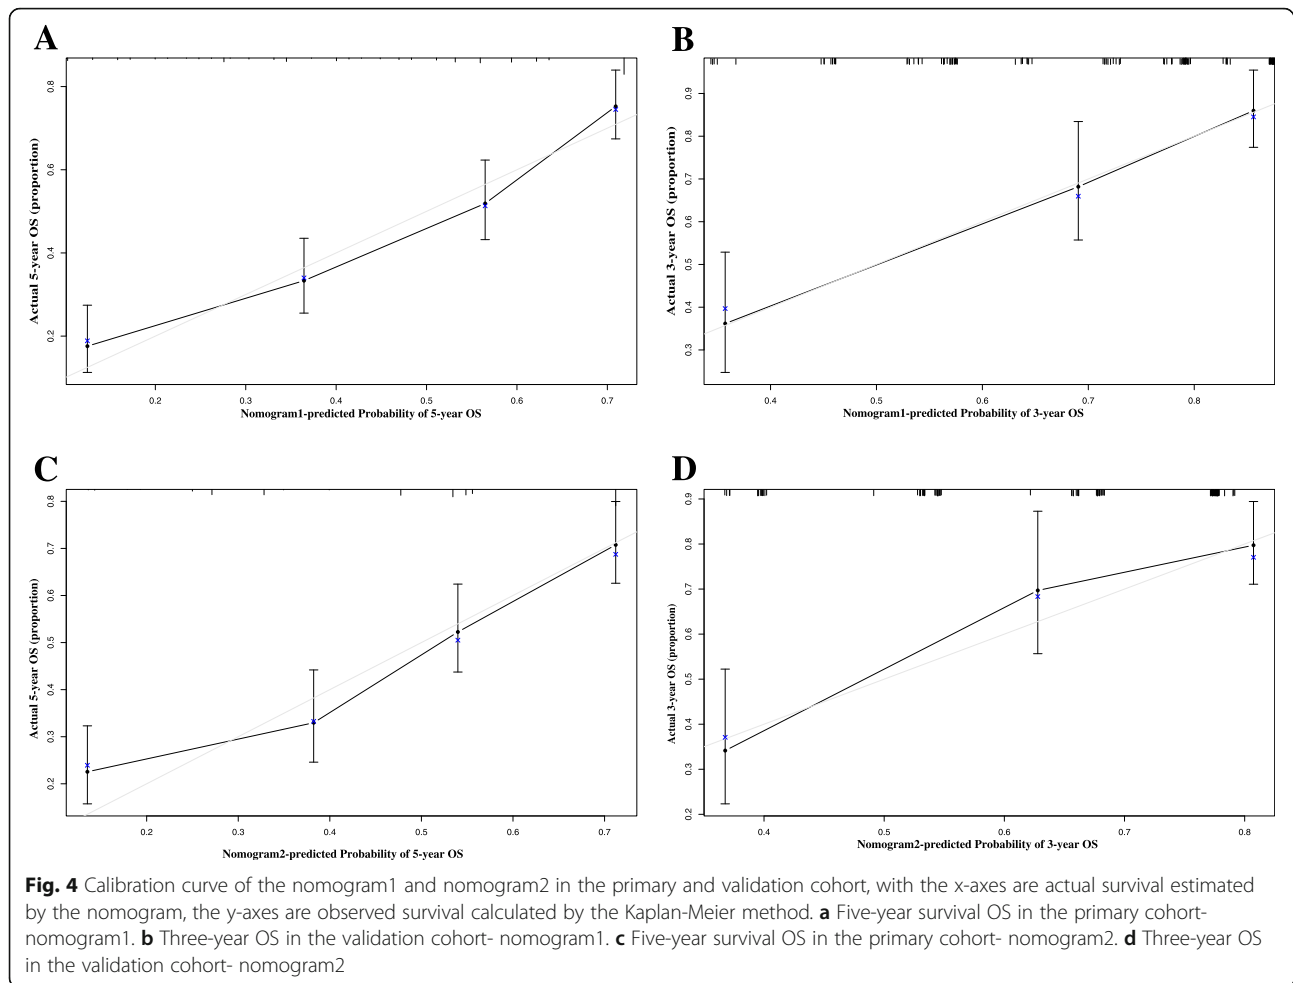 A
Actual 5-year OS (proportion)
0.8
0.6
0.4
0.2
0.2 0.3 0.4 0.5 0.6 0.7
Nomogram1-predicted Probability of 5-year OS
B
Actual 3-year OS (proportion)
0.9
0.8
0.7
0.6
0.5
0.4
0.3
0.4 0.5 0.6 0.7 0.8
Nomogram1-predicted Probability of 3-year OS
C
Actual 5-year OS (proportion)
0.8
0.7
0.6
0.5
0.4
0.3
0.2
0.2 0.3 0.4 0.5 0.6 0.7
Nomogram2-predicted Probability of 5-year OS
D
Actual 3-year OS (proportion)
0.9
0.8
0.7
0.6
0.5
0.4
0.3
0.2
0.4 0.5 0.6 0.7 0.8
Nomogram2-predicted Probability of 3-year OS
Fig. 4 Calibration curve of the nomogram1 and nomogram2 in the primary and validation cohort, with the x-axes are actual survival estimated
by the nomogram, the y-axes are observed survival calculated by the Kaplan-Meier method. a Five-year survival OS in the primary cohort-
nomogram1. b Three-year OS in the validation cohort- nomogram1. c Five-year survival OS in the primary cohort- nomogram2. d Three-year OS
in the validation cohort- nomogram2